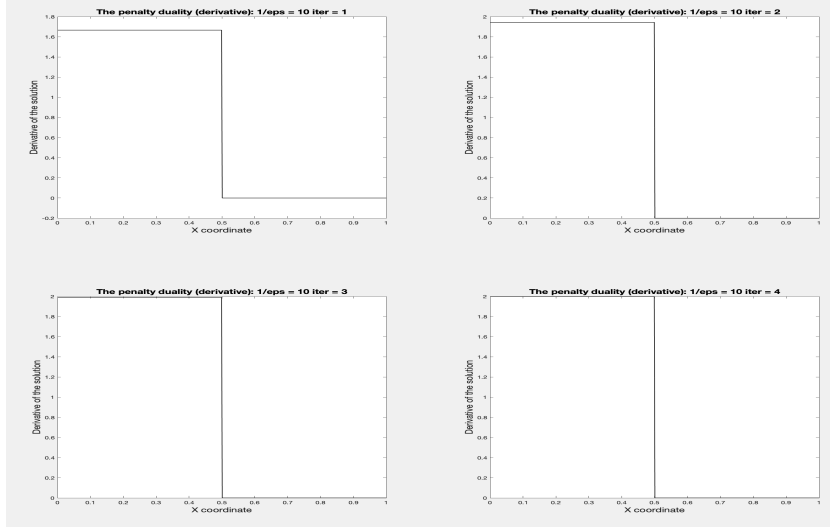 The penalty duality (derivative): 1/eps = 10 iter = 1
1.8
1.6
1.4
1.2
1
0.8
0.6
0.4
0.2
0
-0.2
Derivative of the solution
0 0.1 0.2 0.3 0.4 0.5 0.6 0.7 0.8 0.9 1
X coordinate
The penalty duality (derivative): 1/eps = 10 iter = 2
2
1.8
1.6
1.4
1.2
1
0.8
0.6
0.4
0.2
0
Derivative of the solution
0 0.1 0.2 0.3 0.4 0.5 0.6 0.7 0.8 0.9 1
X coordinate
The penalty duality (derivative): 1/eps = 10 iter = 3
2
1.8
1.6
1.4
1.2
1
0.8
0.6
0.4
0.2
0
Derivative of the solution
0 0.1 0.2 0.3 0.4 0.5 0.6 0.7 0.8 0.9 1
X coordinate
The penalty duality (derivative): 1/eps = 10 iter = 4
2
1.8
1.6
1.4
1.2
1
0.8
0.6
0.4
0.2
0
Derivative of the solution
0 0.1 0.2 0.3 0.4 0.5 0.6 0.7 0.8 0.9 1
X coordinate